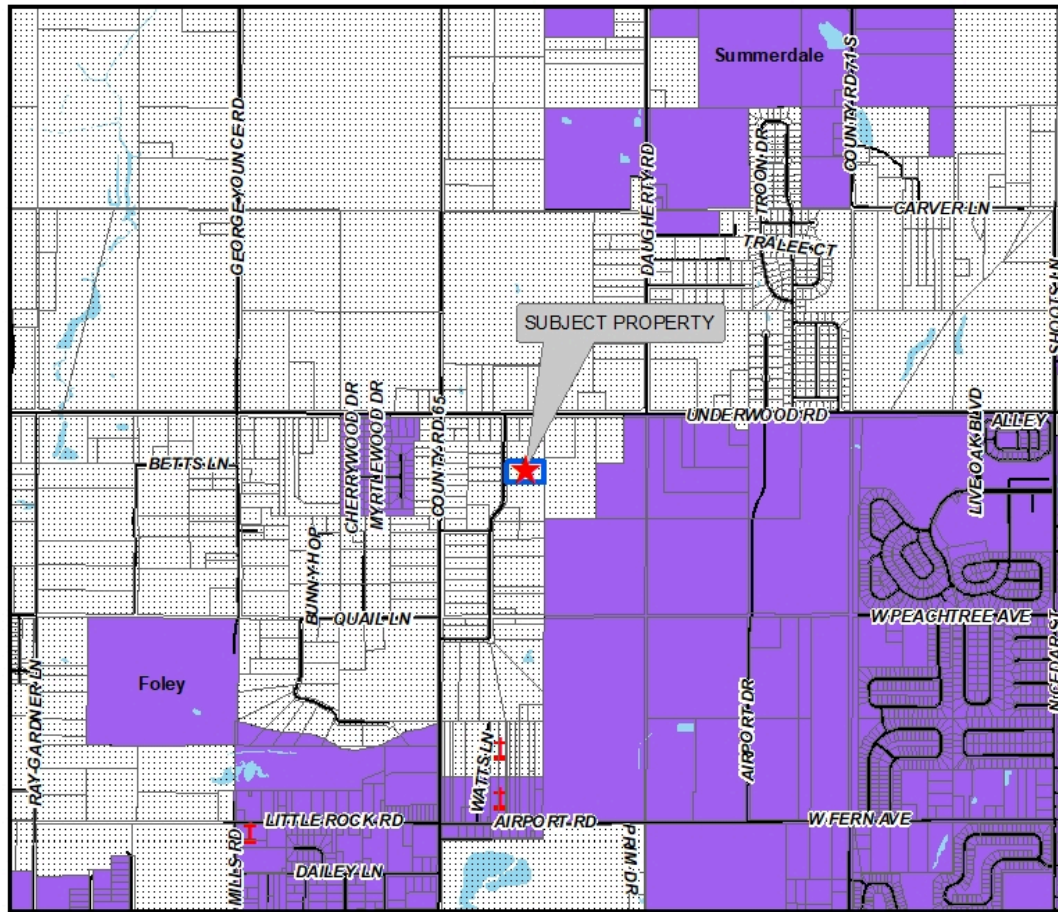 Summerdale
COUNTY RD 71 S
GEORGE YOUNCE RD
DAUGHERTY RD
TROON DR
CARVER LN
TRALEE CT
SHOOTS LN
SUBJECT PROPERTY
UNDERWOOD RD
ALLEY
LIVE OAK BLVD
CHERRYWOOD DR
MYRTLEWOOD DR
COUNTY RD 65
BETTS LN
BUNNY HOP
QUAIL LN
W PEACHTREE AVE
N CEDAR ST
Foley
RAY GARDNER LN
AIRPORT DR
WATTS LN
LITTLE ROCK RD
AIRPORT RD
W FERN AVE
MILLS RD
DAILEY LN
PRM DR